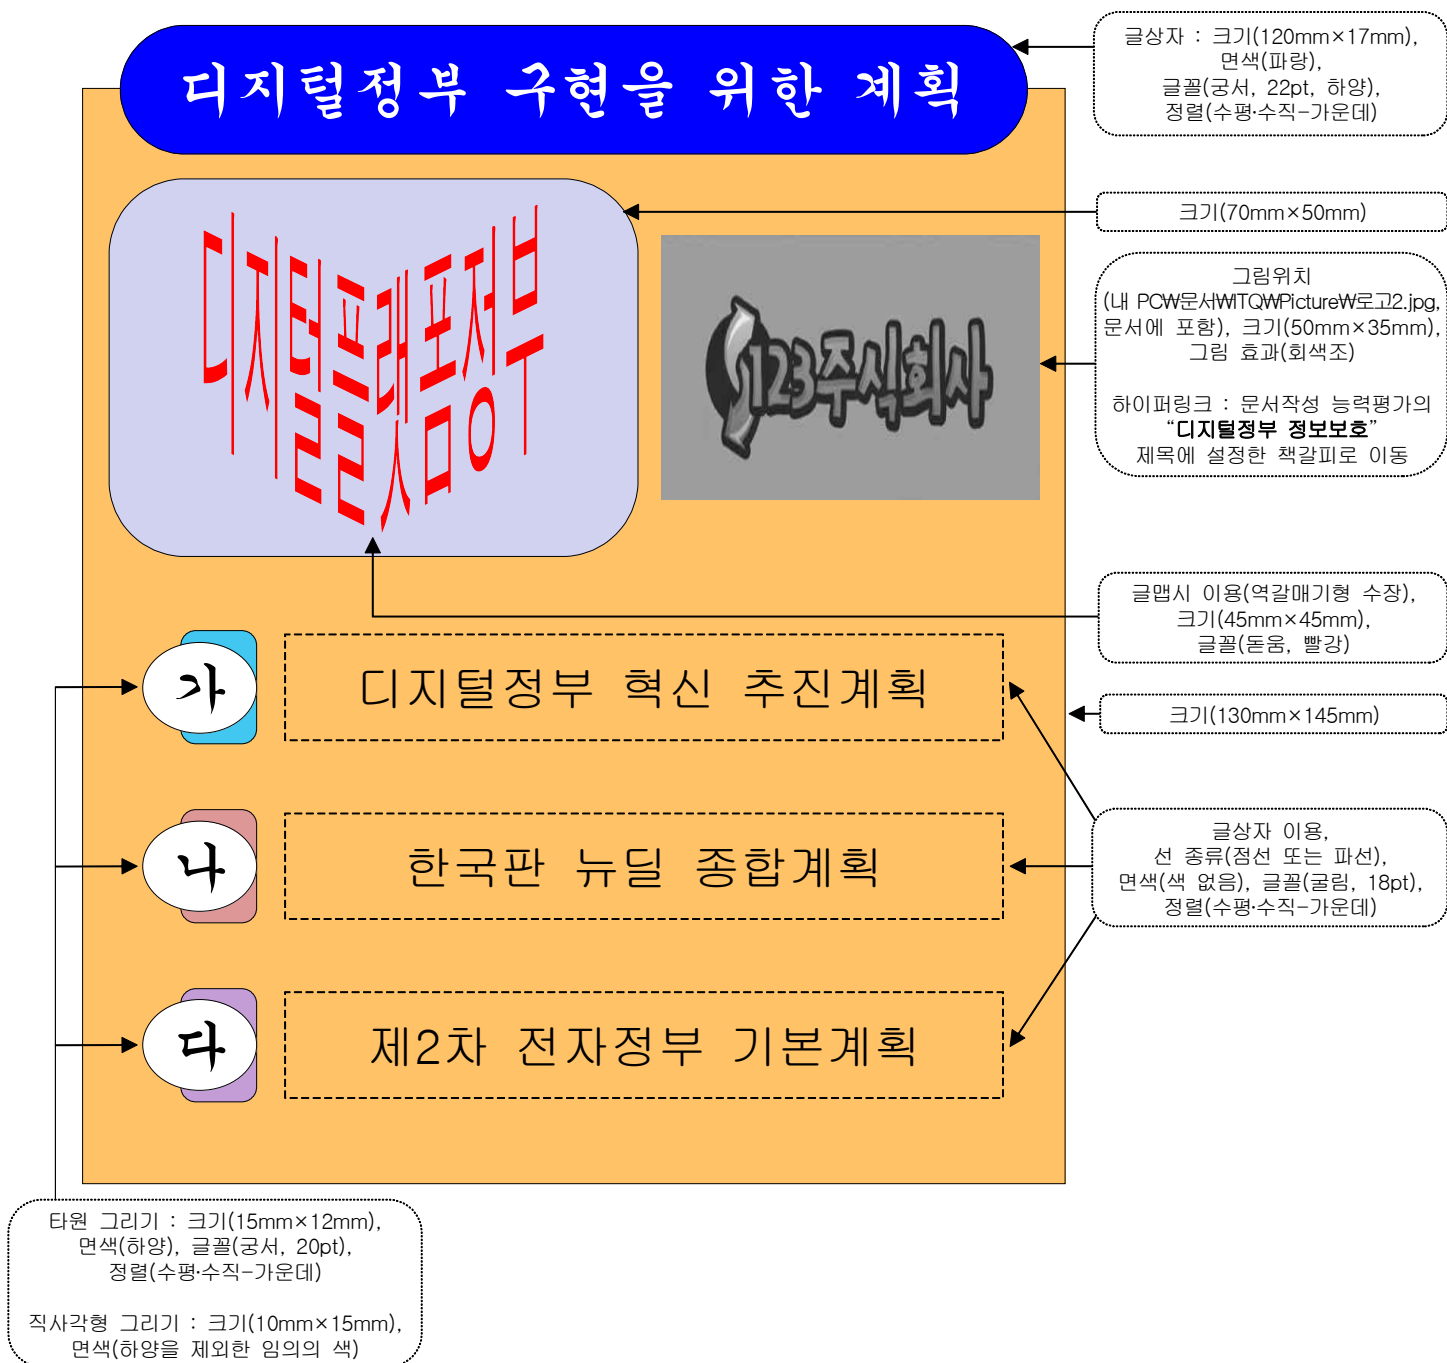 디지털정부 구현을 위한 계획
글상자 : 크기(120mm×17mm),
면색(파랑),
글꼴(궁서, 22pt, 하양),
정렬(수평·수직-가운데)
크기(70mm×50mm)
디지털플랫폼정부
123주식회사
그림위치
(내 PC₩문서₩ITQ₩Picture₩로고2.jpg,
문서에 포함), 크기(50mm×35mm),
그림 효과(회색조)
하이퍼링크 : 문서작성 능력평가의
“디지털정부 정보보호”
제목에 설정한 책갈피로 이동
글맵시 이용(역갈매기형 수장),
크기(45mm×45mm),
글꼴(돋움, 빨강)
가
디지털정부 혁신 추진계획
크기(130mm×145mm)
나
한국판 뉴딜 종합계획
글상자 이용,
선 종류(점선 또는 파선),
면색(색 없음), 글꼴(굴림, 18pt),
정렬(수평·수직-가운데)
다
제2차 전자정부 기본계획
타원 그리기 : 크기(15mm×12mm),
면색(하양), 글꼴(궁서, 20pt),
정렬(수평·수직-가운데)
직사각형 그리기 : 크기(10mm×15mm),
면색(하양을 제외한 임의의 색)